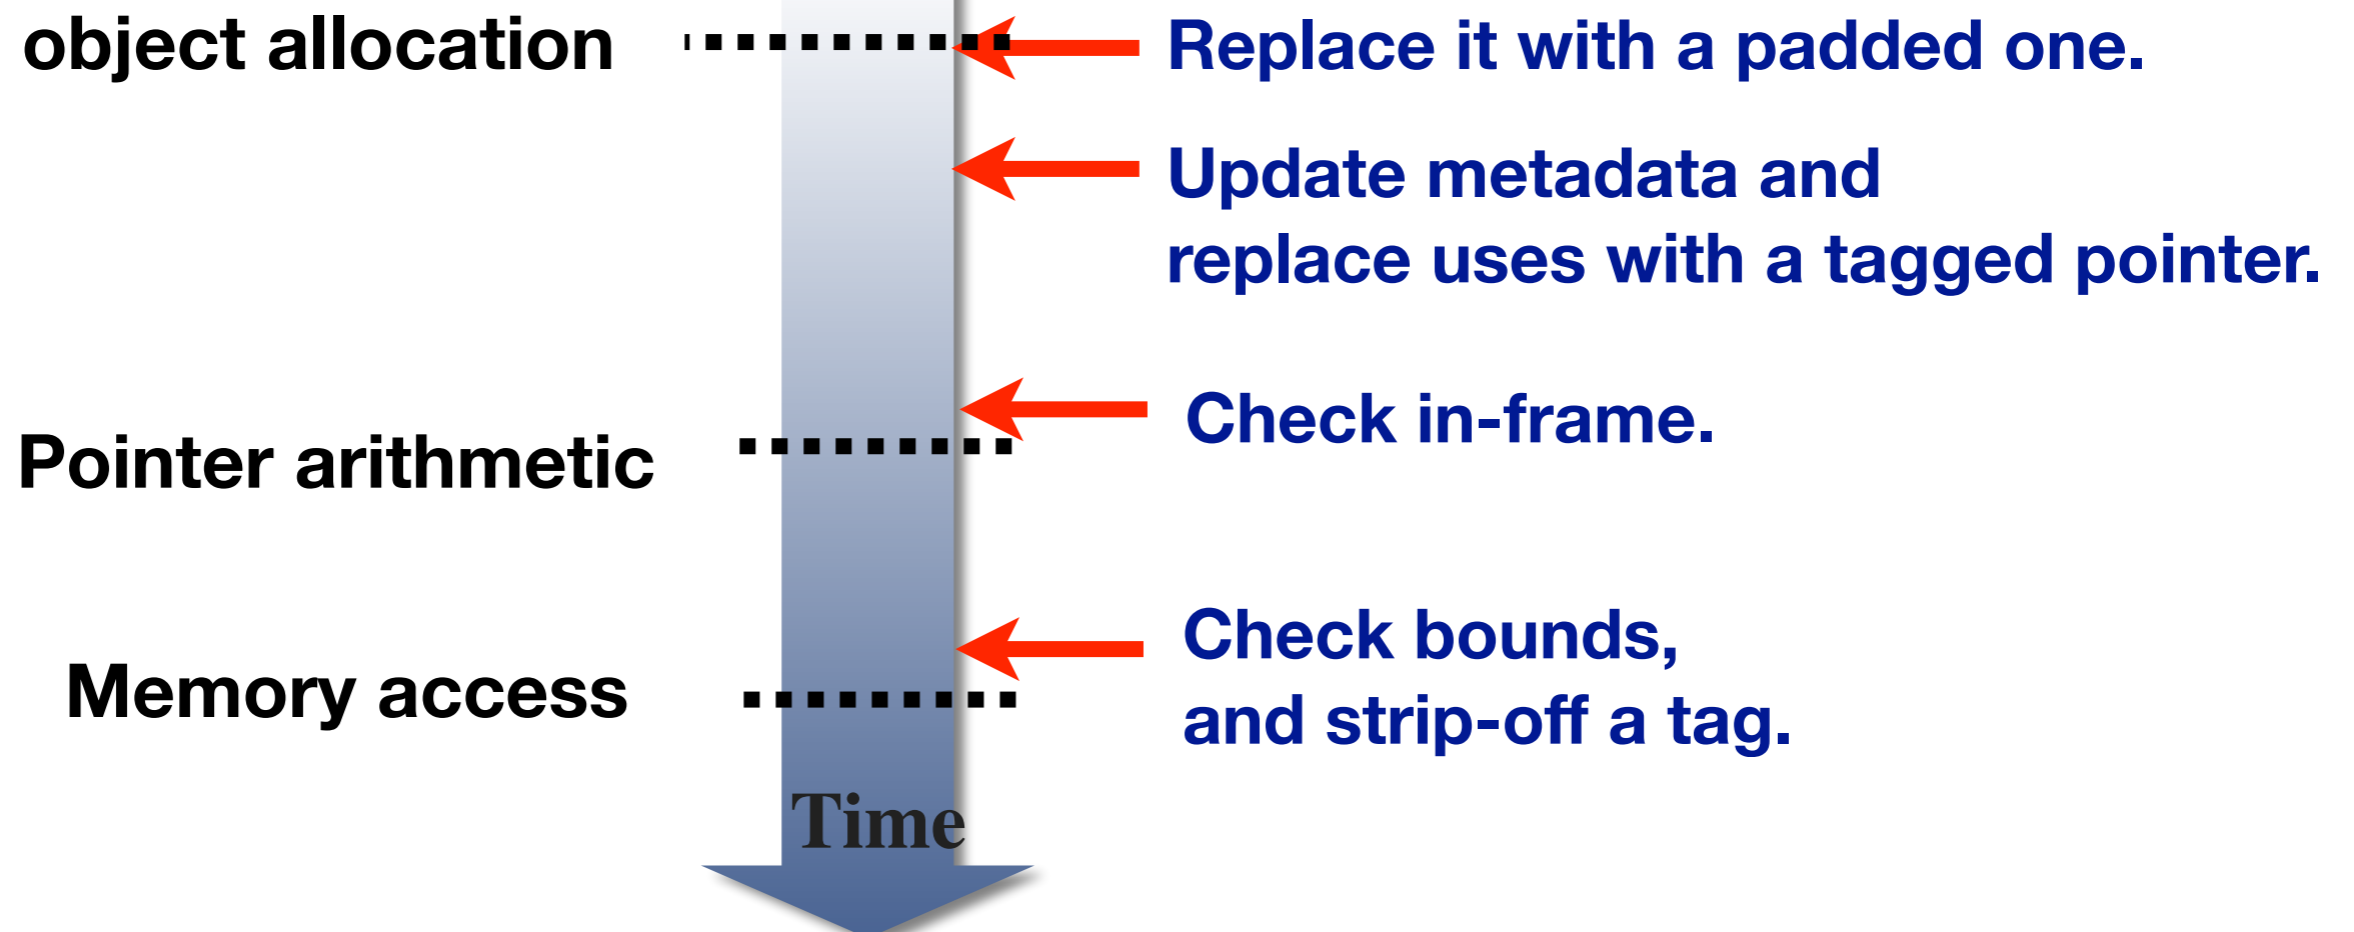 object allocation
Replace it with a padded one.
Update metadata and
replace uses with a tagged pointer.
Check in-frame.
Pointer arithmetic
Check bounds,
and strip-off a tag.
Memory access
Time